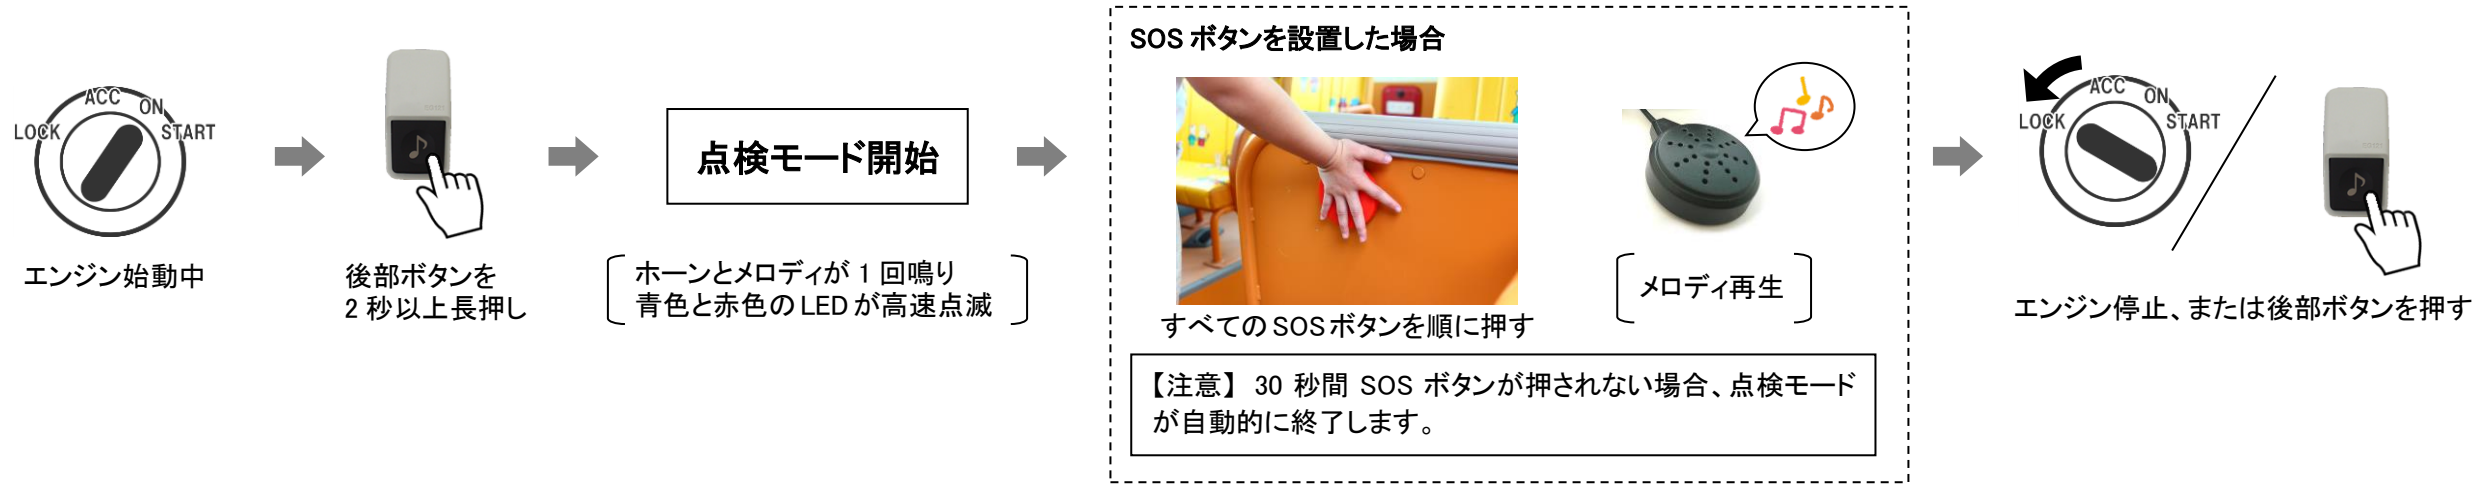 LOCK ACC ON START
エンジン始動中
後部ボタンを
2 秒以上長押し
点検モード開始
ホーンとメロディが 1 回鳴り
青色と赤色の LED が高速点滅
SOS ボタンを設置した場合
すべての SOS ボタンを順に押す
メロディ再生
【注意】 30 秒間 SOS ボタンが押されない場合、点検モード
が自動的に終了します。
LOCK ACC ON START
エンジン停止、または後部ボタンを押す